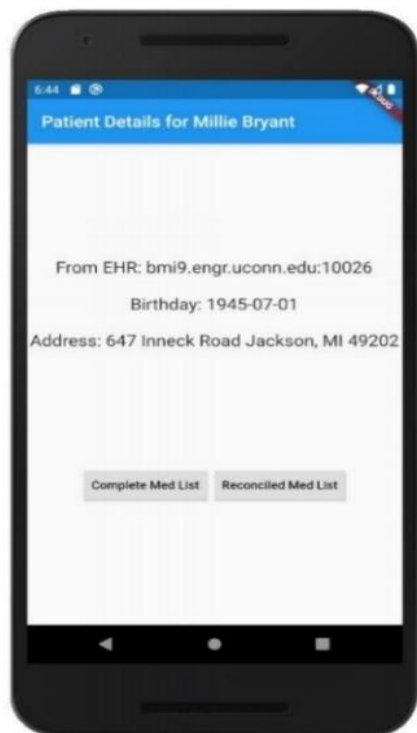 6:44
DEBUG
Patient Details for Millie Bryant
From EHR: bmi9.engr.uconn.edu:10026
Birthday: 1945-07-01
Address: 647 Inneck Road Jackson, MI 49202
Complete Med List Reconciled Med List